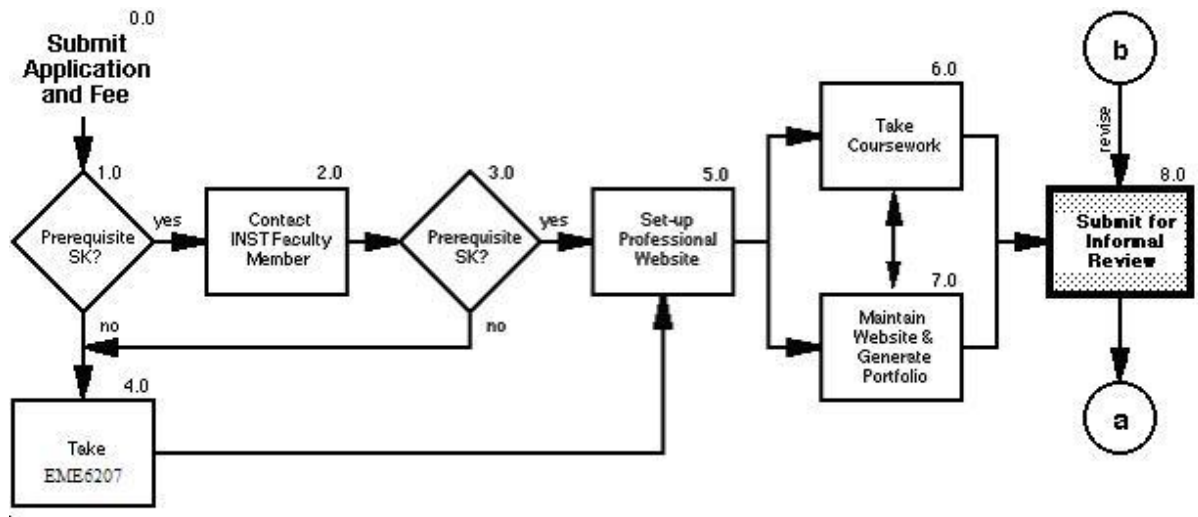 0.0
Submit
Application
and Fee
1.0
Prerequisite
SK?
yes
no
2.0
Contact
INST Faculty
Member
3.0
Prerequisite
SK?
yes
no
4.0
Take
EME6207
5.0
Set-up
Professional
Website
6.0
Take
Coursework
7.0
Maintain
Website &
Generate
Portfolio
b
revise
8.0
Submit for
Informal
Review
a